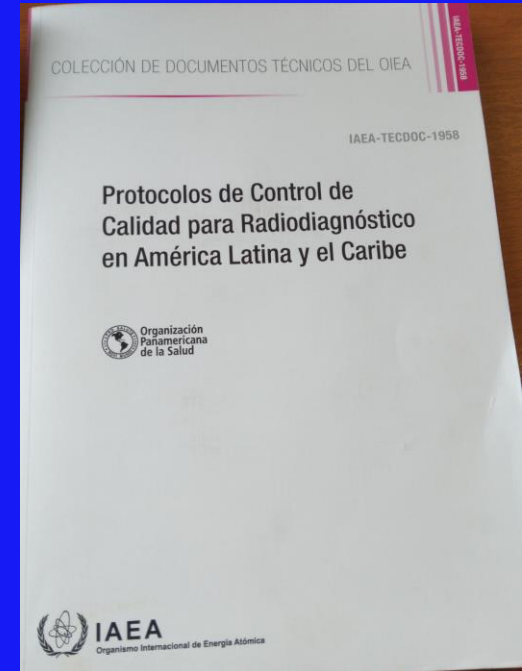 COLECCIÓN DE DOCUMENTOS TÉCNICOS DEL OIEA
IAEA-TECDOC-1958
IAEA-TECDOC-1958
Protocolos de Control de
Calidad para Radiodiagnóstico
en América Latina y el Caribe
Organización
Panamericana
de la Salud
IAEA
Organismo Internacional de Energía Atómica